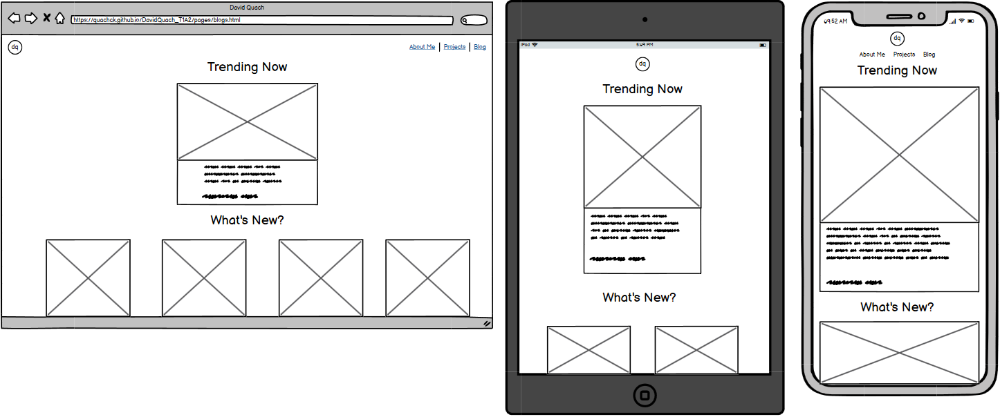 David Quach
https://quachck.github.io/DavidQuach_T1A2/pages/blogs.html
dq
About Me | Projects | Blog
Trending Now
What's New?
iPad
5:09 PM
dq
Trending Now
What's New?
09:52 AM
dq
About Me Projects Blog
Trending Now
What's New?